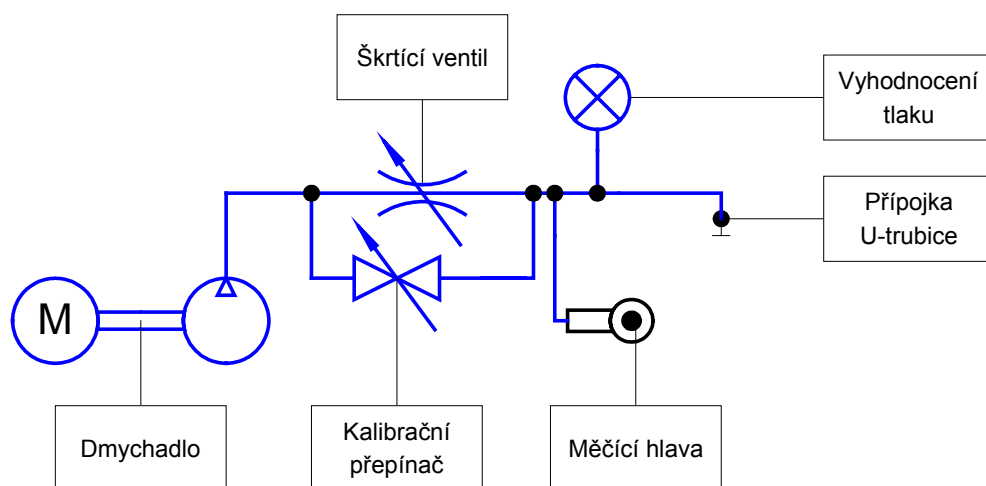 Škrtící ventil
Vyhodnocení
tlaku
Přípojka
U-trubice
M
Dmychadlo
Kalibrační
přepínač
Měčící hlava